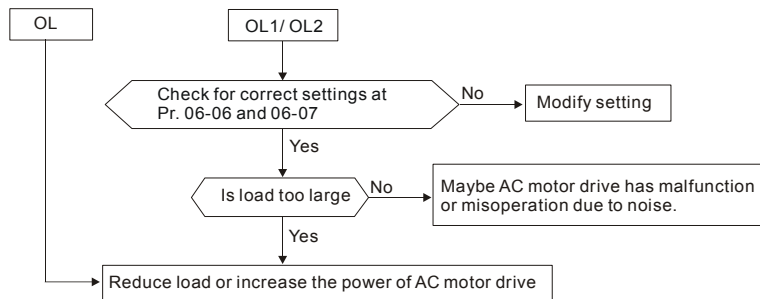 OL
OL1/ OL2
Check for correct settings at
Pr. 06-06 and 06-07
No
Modify setting
Yes
Is load too large
No
Maybe AC motor drive has malfunction
or misoperation due to noise.
Yes
Reduce load or increase the power of AC motor drive